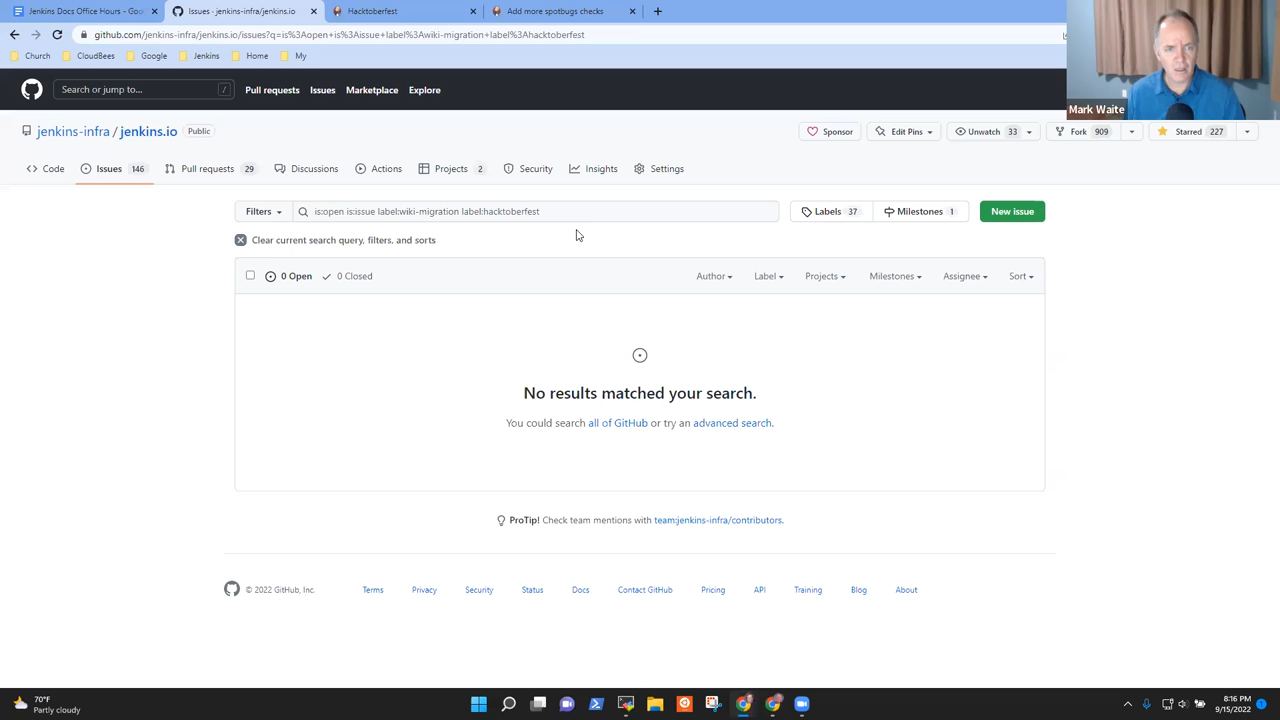 Jenkins Docs Office Hours - Goo
Issues · jenkins-infra/jenkins.io
Hacktoberfest
Add more spotbugs checks
github.com/jenkins-infra/jenkins.io/issues?q=is%3Aopen+is%3Aissue+label%3Awiki-migration+label%3Ahacktoberfest
Church
CloudBees
Google
Jenkins
Home
My
Mark Waite
Search or jump to...
/
Pull requests
Issues
Marketplace
Explore
jenkins-infra / jenkins.io
Public
Sponsor
Edit Pins
Unwatch 33
Fork 909
Starred 227
Code
Issues 146
Pull requests 29
Discussions
Actions
Projects 2
Security
Insights
Settings
Filters
is:open is:issue label:wiki-migration label:hacktoberfest
Labels 37
Milestones 1
New issue
Clear current search query, filters, and sorts
0 Open
0 Closed
Author
Label
Projects
Milestones
Assignee
Sort
No results matched your search.
You could search all of GitHub or try an advanced search.
ProTip! Check team mentions with team:jenkins-infra/contributors.
© 2022 GitHub, Inc.
Terms
Privacy
Security
Status
Docs
Contact GitHub
Pricing
API
Training
Blog
About
70°F
Partly cloudy
8:16 PM
9/15/2022